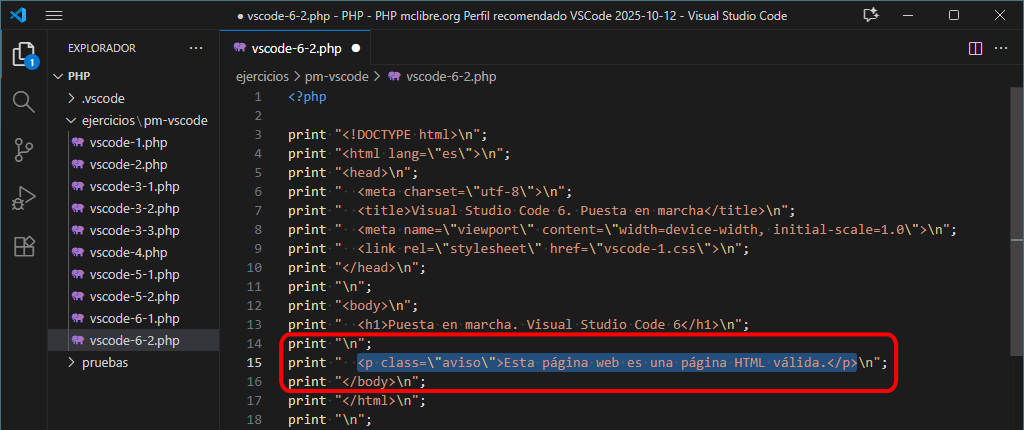 ● vscode-6-2.php - PHP - PHP mclibre.org Perfil recomendado VSCode 2025-10-12 - Visual Studio Code
EXPLORADOR ···
vscode-6-2.php ●
1
PHP
.vscode
ejercicios\pm-vscode
vscode-1.php
vscode-2.php
vscode-3-1.php
vscode-3-2.php
vscode-3-3.php
vscode-4.php
vscode-5-1.php
vscode-5-2.php
vscode-6-1.php
vscode-6-2.php
pruebas
ejercicios > pm-vscode > vscode-6-2.php
1 <?php
2
3 print "<!DOCTYPE html>\n";
4 print "<html lang=\"es\">\n";
5 print "<head>\n";
6 print "  <meta charset=\"utf-8\">\n";
7 print "  <title>Visual Studio Code 6. Puesta en marcha</title>\n";
8 print "  <meta name=\"viewport\" content=\"width=device-width, initial-scale=1.0\">\n";
9 print "  <link rel=\"stylesheet\" href=\"vscode-1.css\">\n";
10 print "</head>\n";
11 print "\n";
12 print "<body>\n";
13 print "  <h1>Puesta en marcha. Visual Studio Code 6</h1>\n";
14 print "\n";
15 print "  <p class=\"aviso\">Esta página web es una página HTML válida.</p>\n";
16 print "</body>\n";
17 print "</html>\n";
18 print "\n";